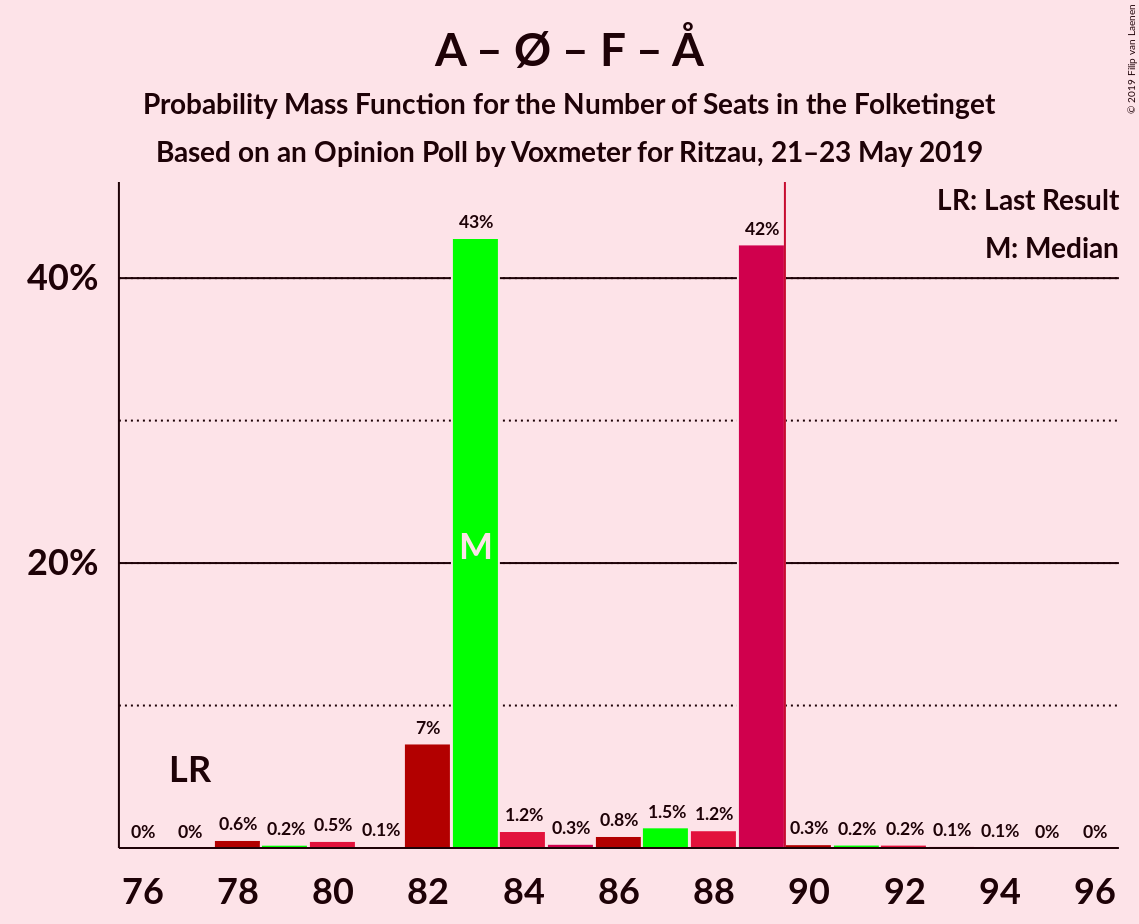 A – Ø – F – Å
Probability Mass Function for the Number of Seats in the Folketinget
Based on an Opinion Poll by Voxmeter for Ritzau, 21–23 May 2019
© 2019 Filip van Laenen
LR: Last Result
M: Median
43%
42%
40%
M
20%
7%
LR
0%
0%
0.6%
0.2%
0.5%
0.1%
1.2%
0.3%
0.8%
1.5%
1.2%
0.3%
0.2%
0.2%
0.1%
0.1%
0%
0%
76 78 80 82 84 86 88 90 92 94 96